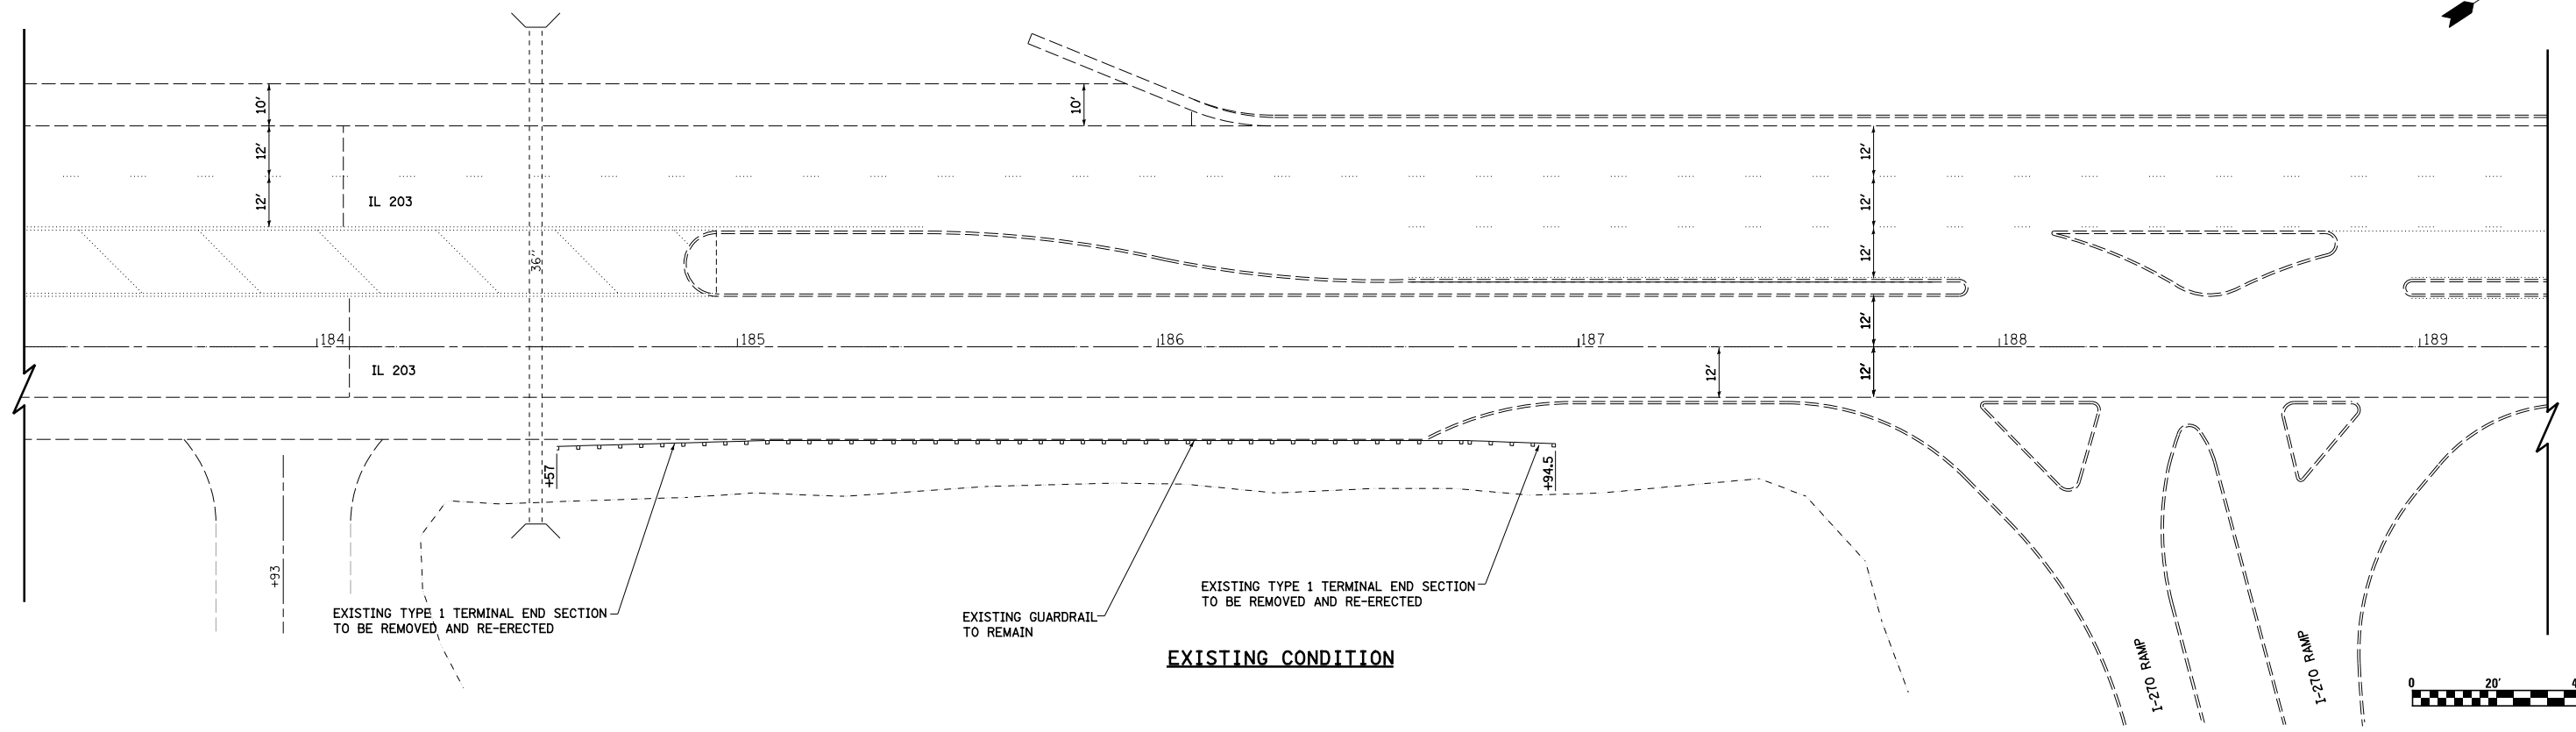 10'
10'
12'
12'
12'
12'
IL 203
36'
12'
184
185
186
187
188
189
12'
IL 203
12'
12'
+57
+94.5
+93
EXISTING TYPE 1 TERMINAL END SECTION
TO BE REMOVED AND RE-ERECTED
EXISTING GUARDRAIL
TO REMAIN
EXISTING TYPE 1 TERMINAL END SECTION
TO BE REMOVED AND RE-ERECTED
EXISTING CONDITION
I-270 RAMP
I-270 RAMP
0
20'